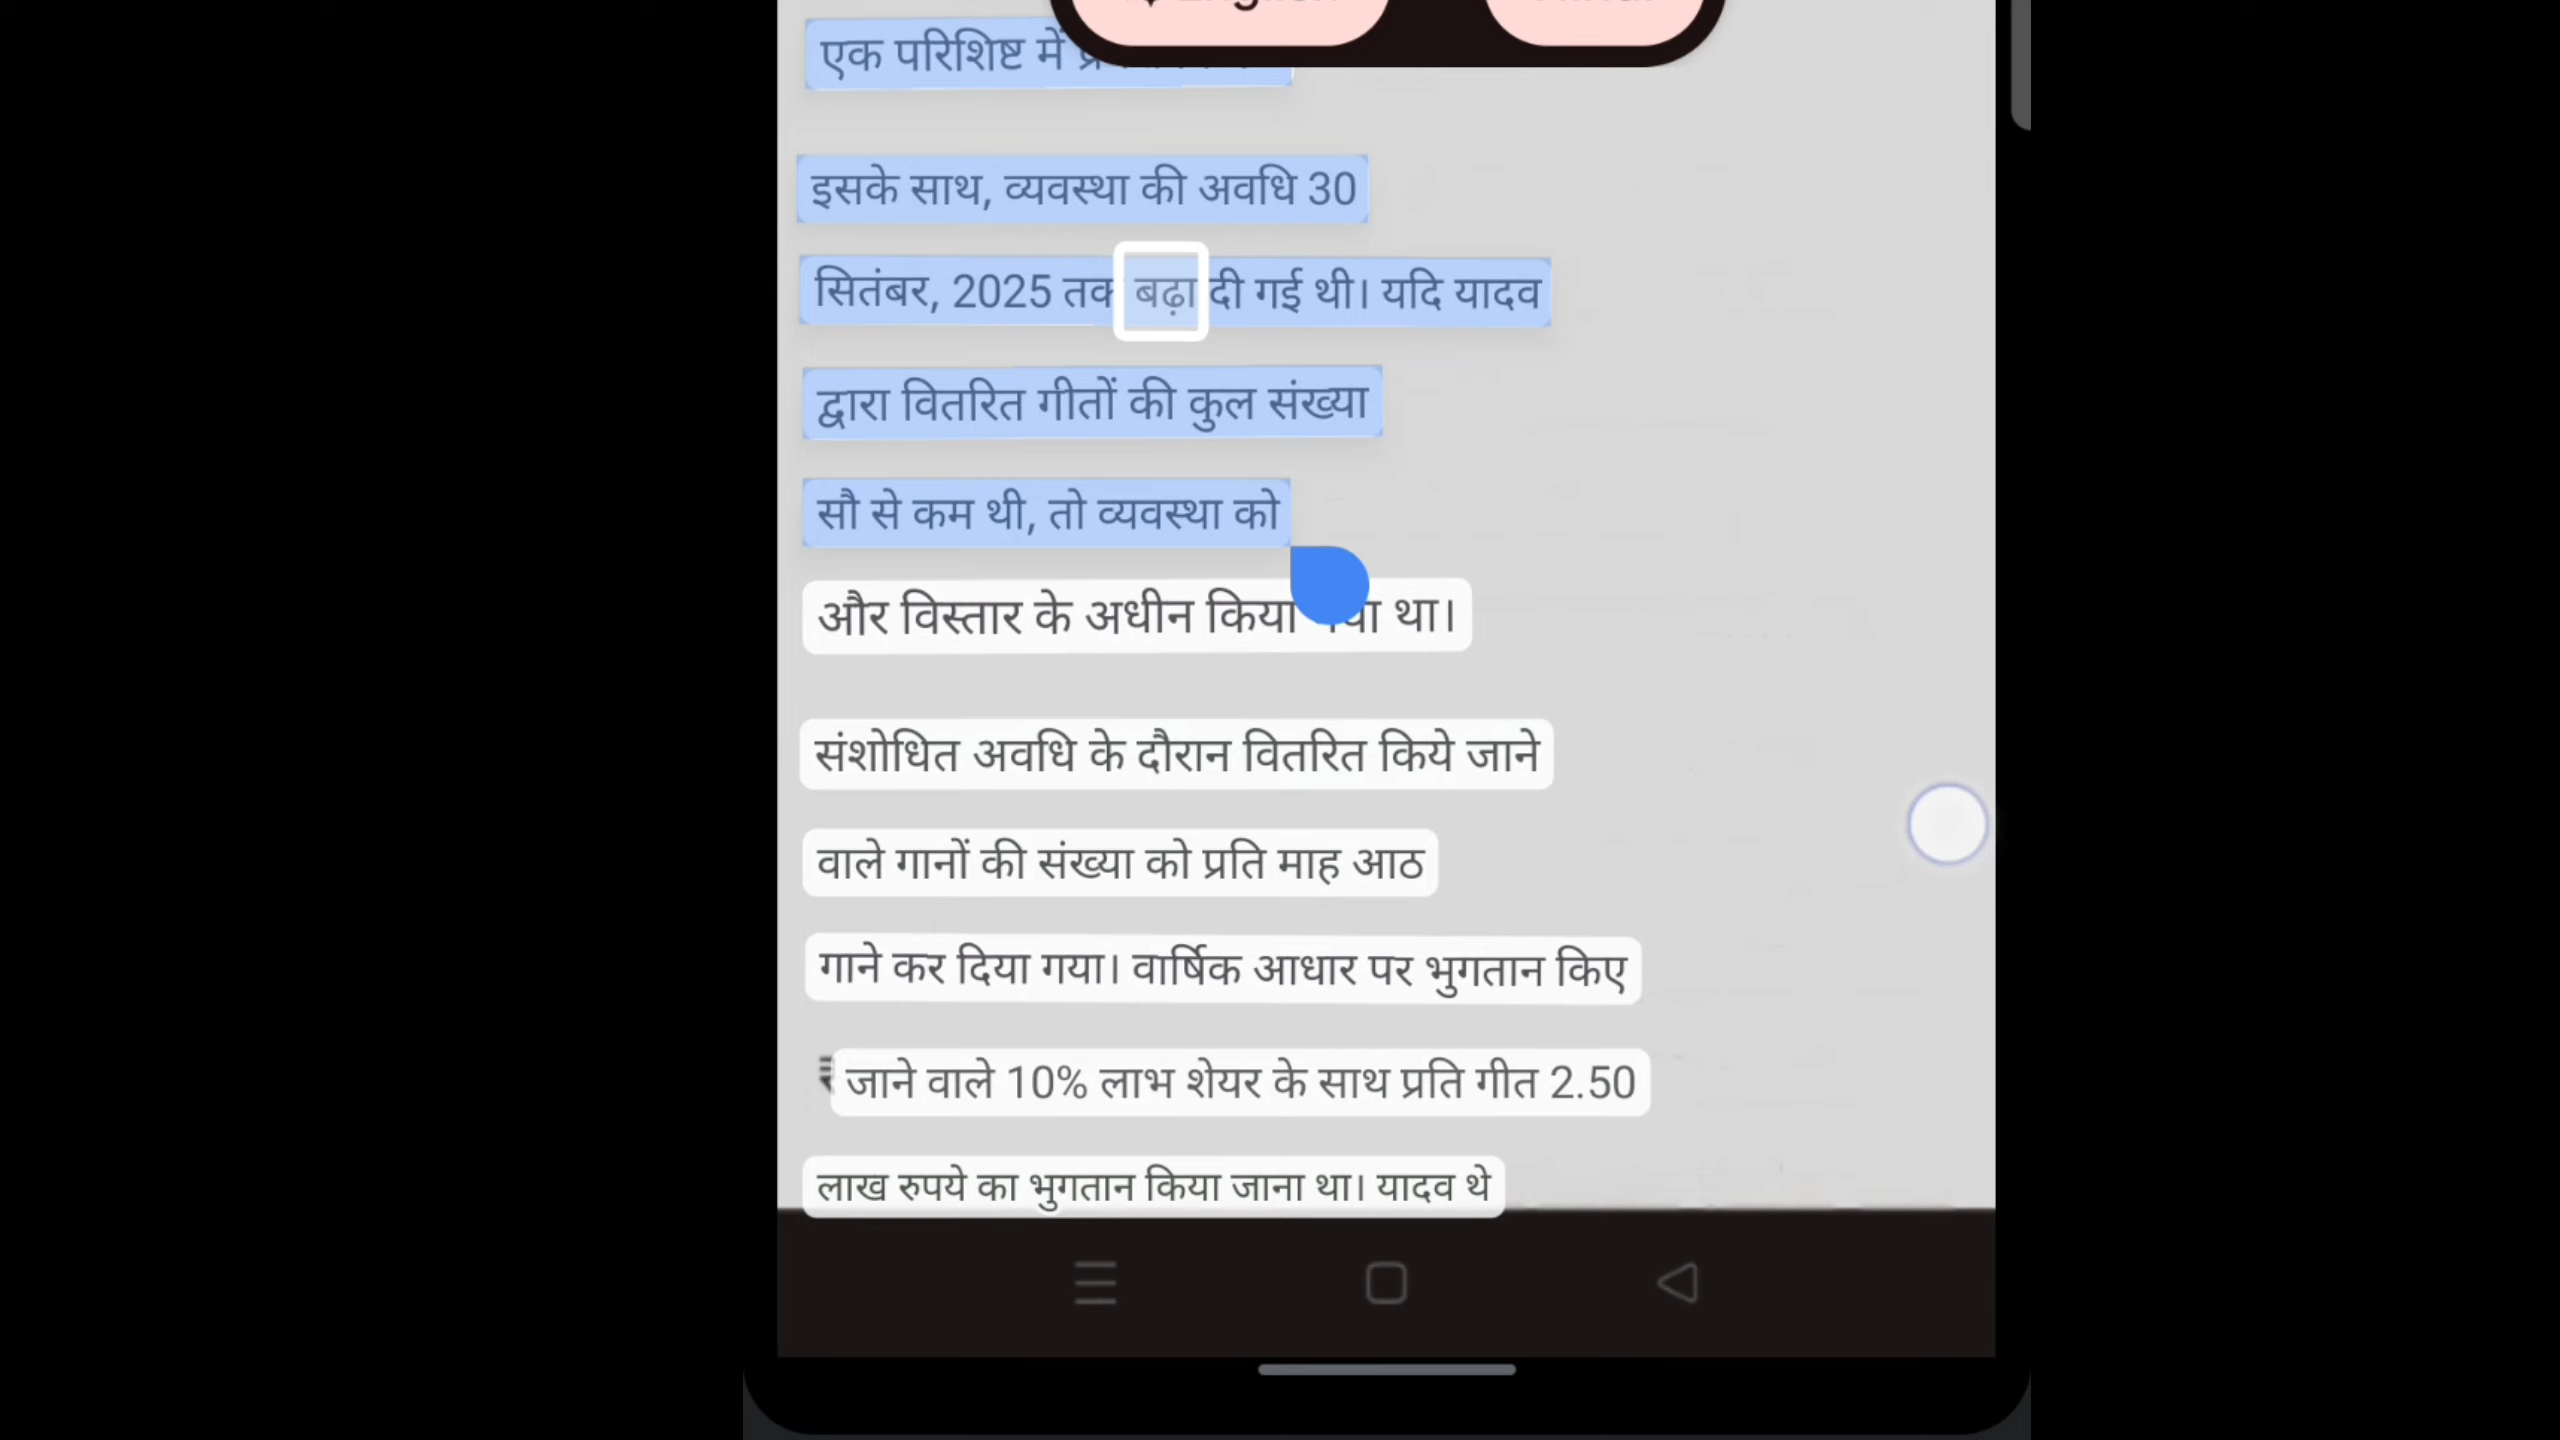 English
एक परिशिष्ट में
इसके साथ, व्यवस्था की अवधि 30
सितंबर, 2025 तक बढ़ा दी गई थी। यदि यादव
द्वारा वितरित गीतों की कुल संख्या
सौ से कम थी, तो व्यवस्था को
और विस्तार के अधीन किया था।
संशोधित अवधि के दौरान वितरित किये जाने
वाले गानों की संख्या को प्रति माह आठ
गाने कर दिया गया। वार्षिक आधार पर भुगतान किए
जाने वाले 10% लाभ शेयर के साथ प्रति गीत 2.50
लाख रुपये का भुगतान किया जाना था। यादव थे